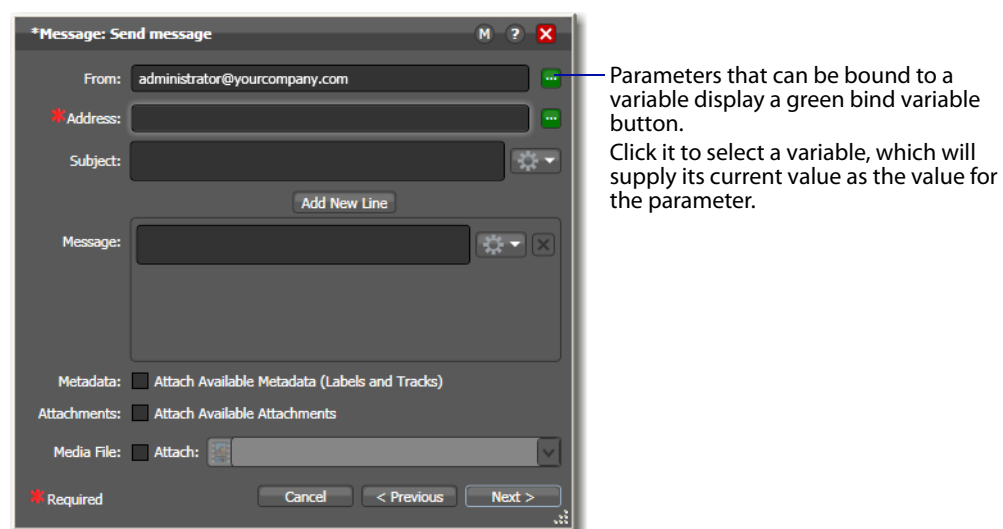 *Message: Send message M ?
From: administrator@yourcompany.com ...
*Address: ...
Subject:
Add New Line
Message:
Metadata: Attach Available Metadata (Labels and Tracks)
Attachments: Attach Available Attachments
Media File: Attach:
*Required Cancel < Previous Next >
Parameters that can be bound to a
variable display a green bind variable
button.
Click it to select a variable, which will
supply its current value as the value for
the parameter.